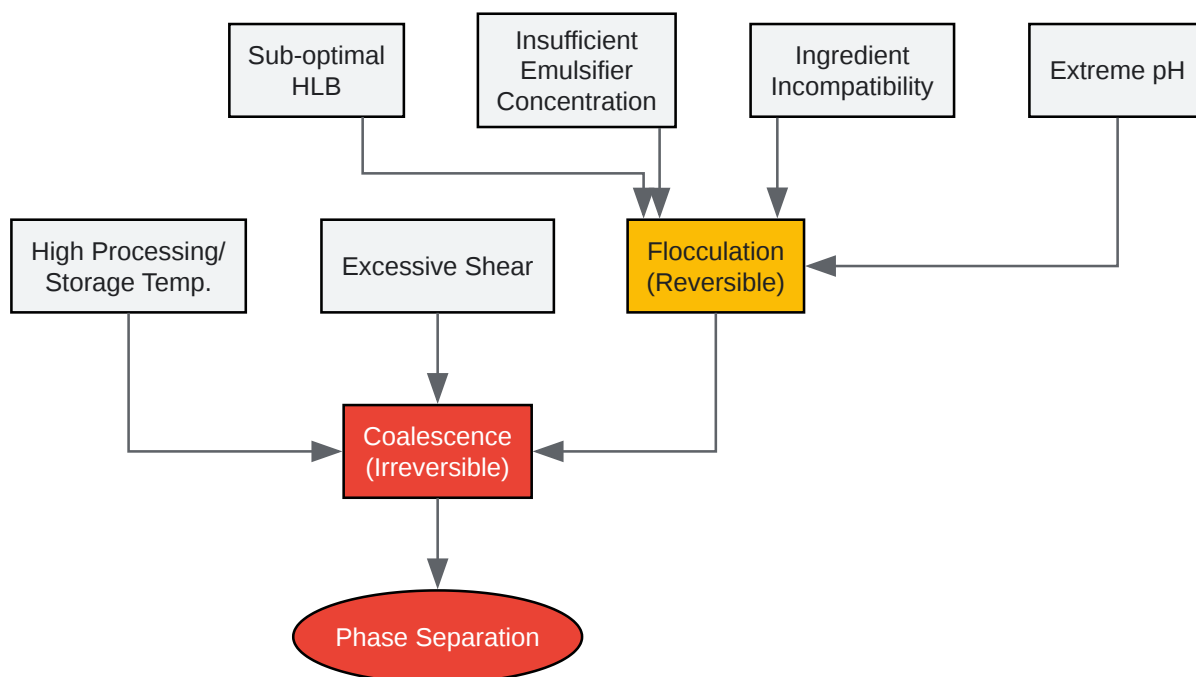 Sub-optimal
HLB
Insufficient
Emulsifier
Concentration
Ingredient
Incompatibility
Extreme pH
High Processing/
Storage Temp.
Excessive Shear
Flocculation
(Reversible)
Coalescence
(Irreversible)
Phase Separation